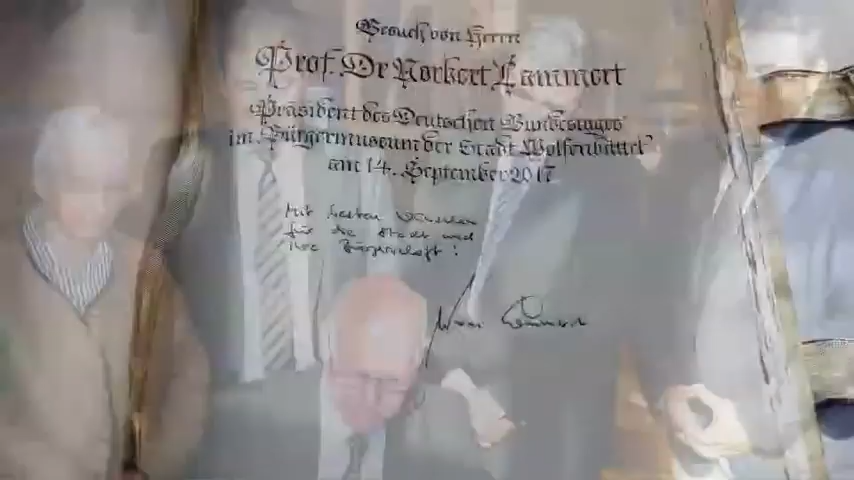 Besuch von Herrn
Prof. Dr Norbert Lammert
Präsident des Deutschen Bundestages
im Bürgermuseum der Stadt Wolfenbüttel
am 14. September 2017
Mit besten Wünschen
für die Stadt und
ihre Bürgerschaft!
Lammert